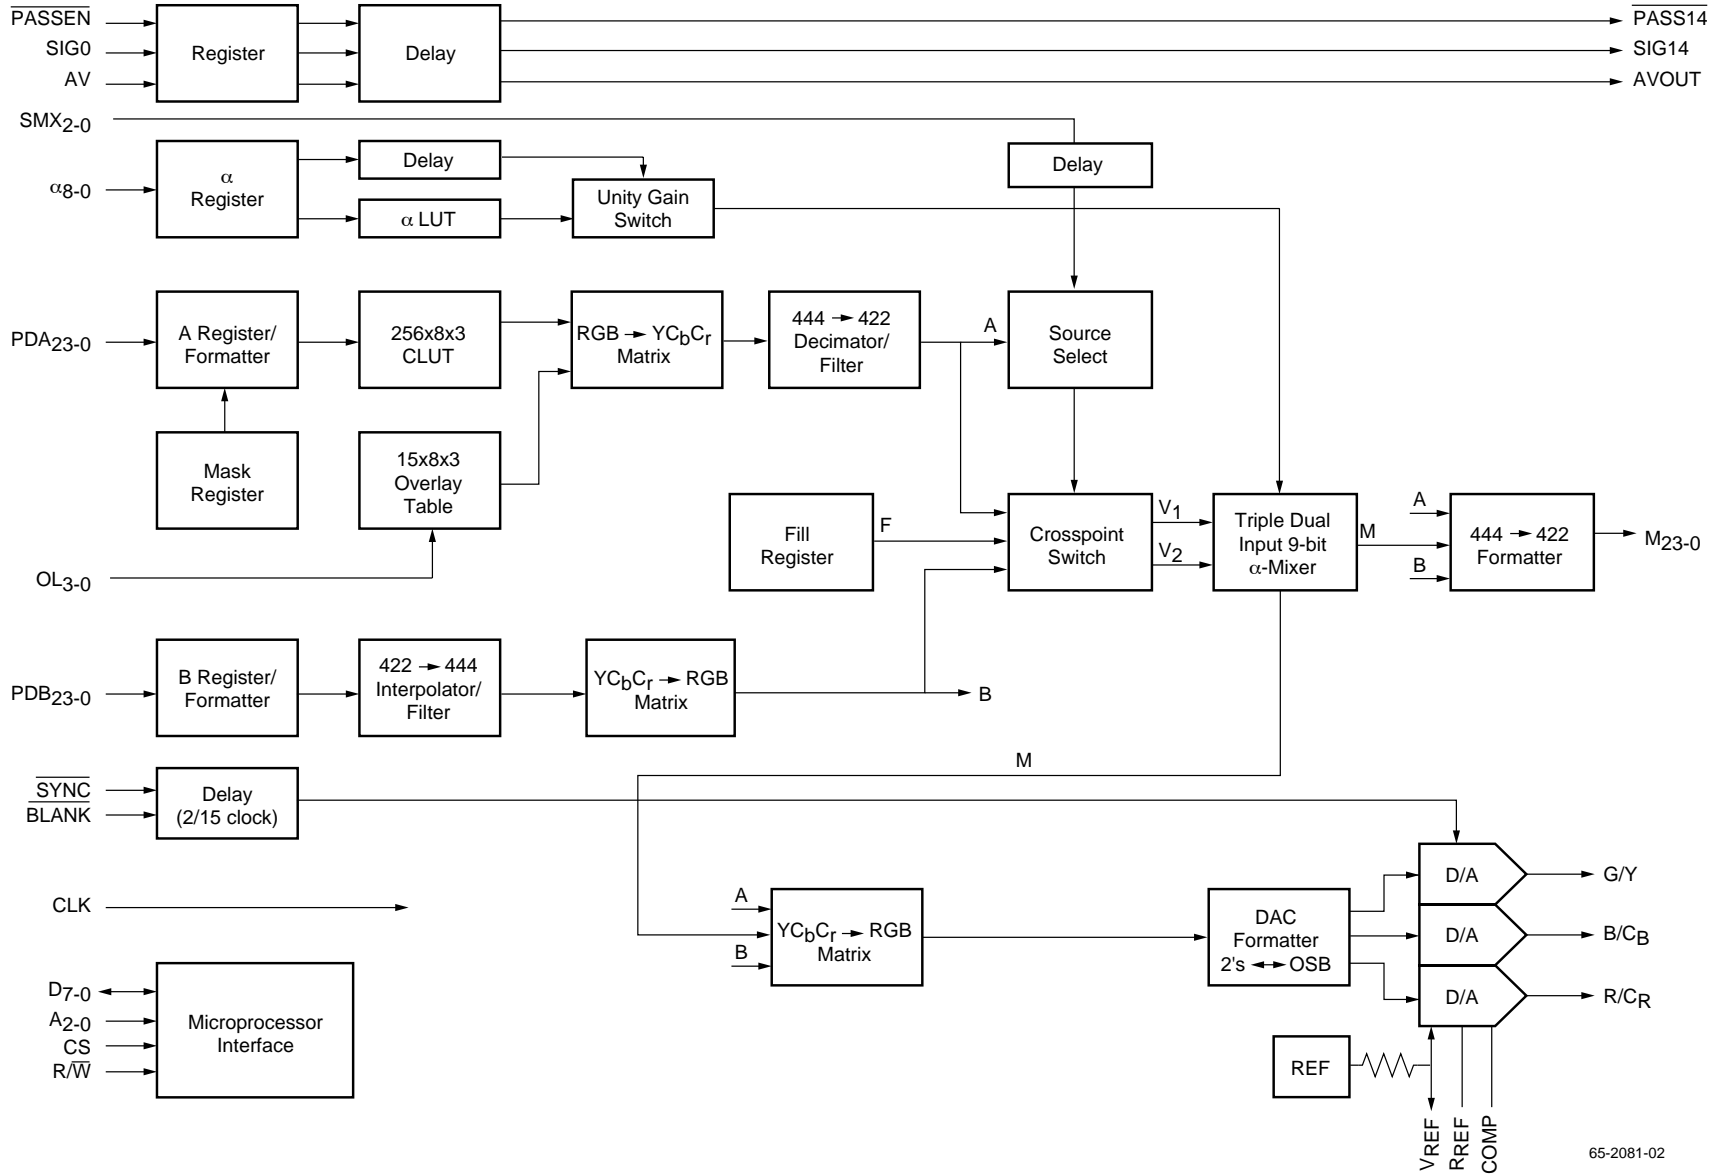 PASSEN
SIG0
AV
Register
Delay
PASS14
SIG14
AVOUT
SMX2-0
α8-0
α
Register
Delay
α LUT
Unity Gain
Switch
Delay
PDA23-0
A Register/
Formatter
256x8x3
CLUT
RGB → YCbCr
Matrix
444 → 422
Decimator/
Filter
A
Source
Select
Mask
Register
15x8x3
Overlay
Table
OL3-0
Fill
Register
F
Crosspoint
Switch
V1
V2
Triple Dual
Input 9-bit
α-Mixer
M
A
B
444 → 422
Formatter
M23-0
PDB23-0
B Register/
Formatter
422 → 444
Interpolator/
Filter
YCbCr → RGB
Matrix
B
M
SYNC
BLANK
Delay
(2/15 clock)
CLK
A
B
YCbCr → RGB
Matrix
DAC
Formatter
2's ↔ OSB
D/A
G/Y
D/A
B/CB
D/A
R/CR
D7-0
A2-0
CS
R/W
Microprocessor
Interface
REF
VREF
RREF
COMP
65-2081-02